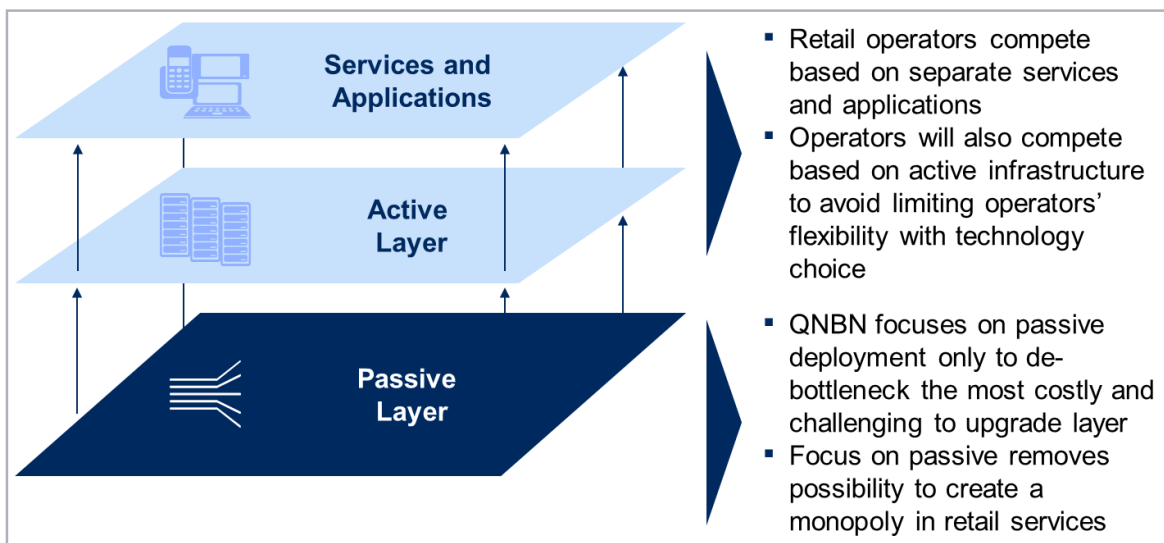 Services and
Applications
Active
Layer
Passive
Layer
▪ Retail operators compete
based on separate services
and applications
▪ Operators will also compete
based on active infrastructure
to avoid limiting operators’
flexibility with technology
choice
▪ QNBN focuses on passive
deployment only to de-
bottleneck the most costly and
challenging to upgrade layer
▪ Focus on passive removes
possibility to create a
monopoly in retail services